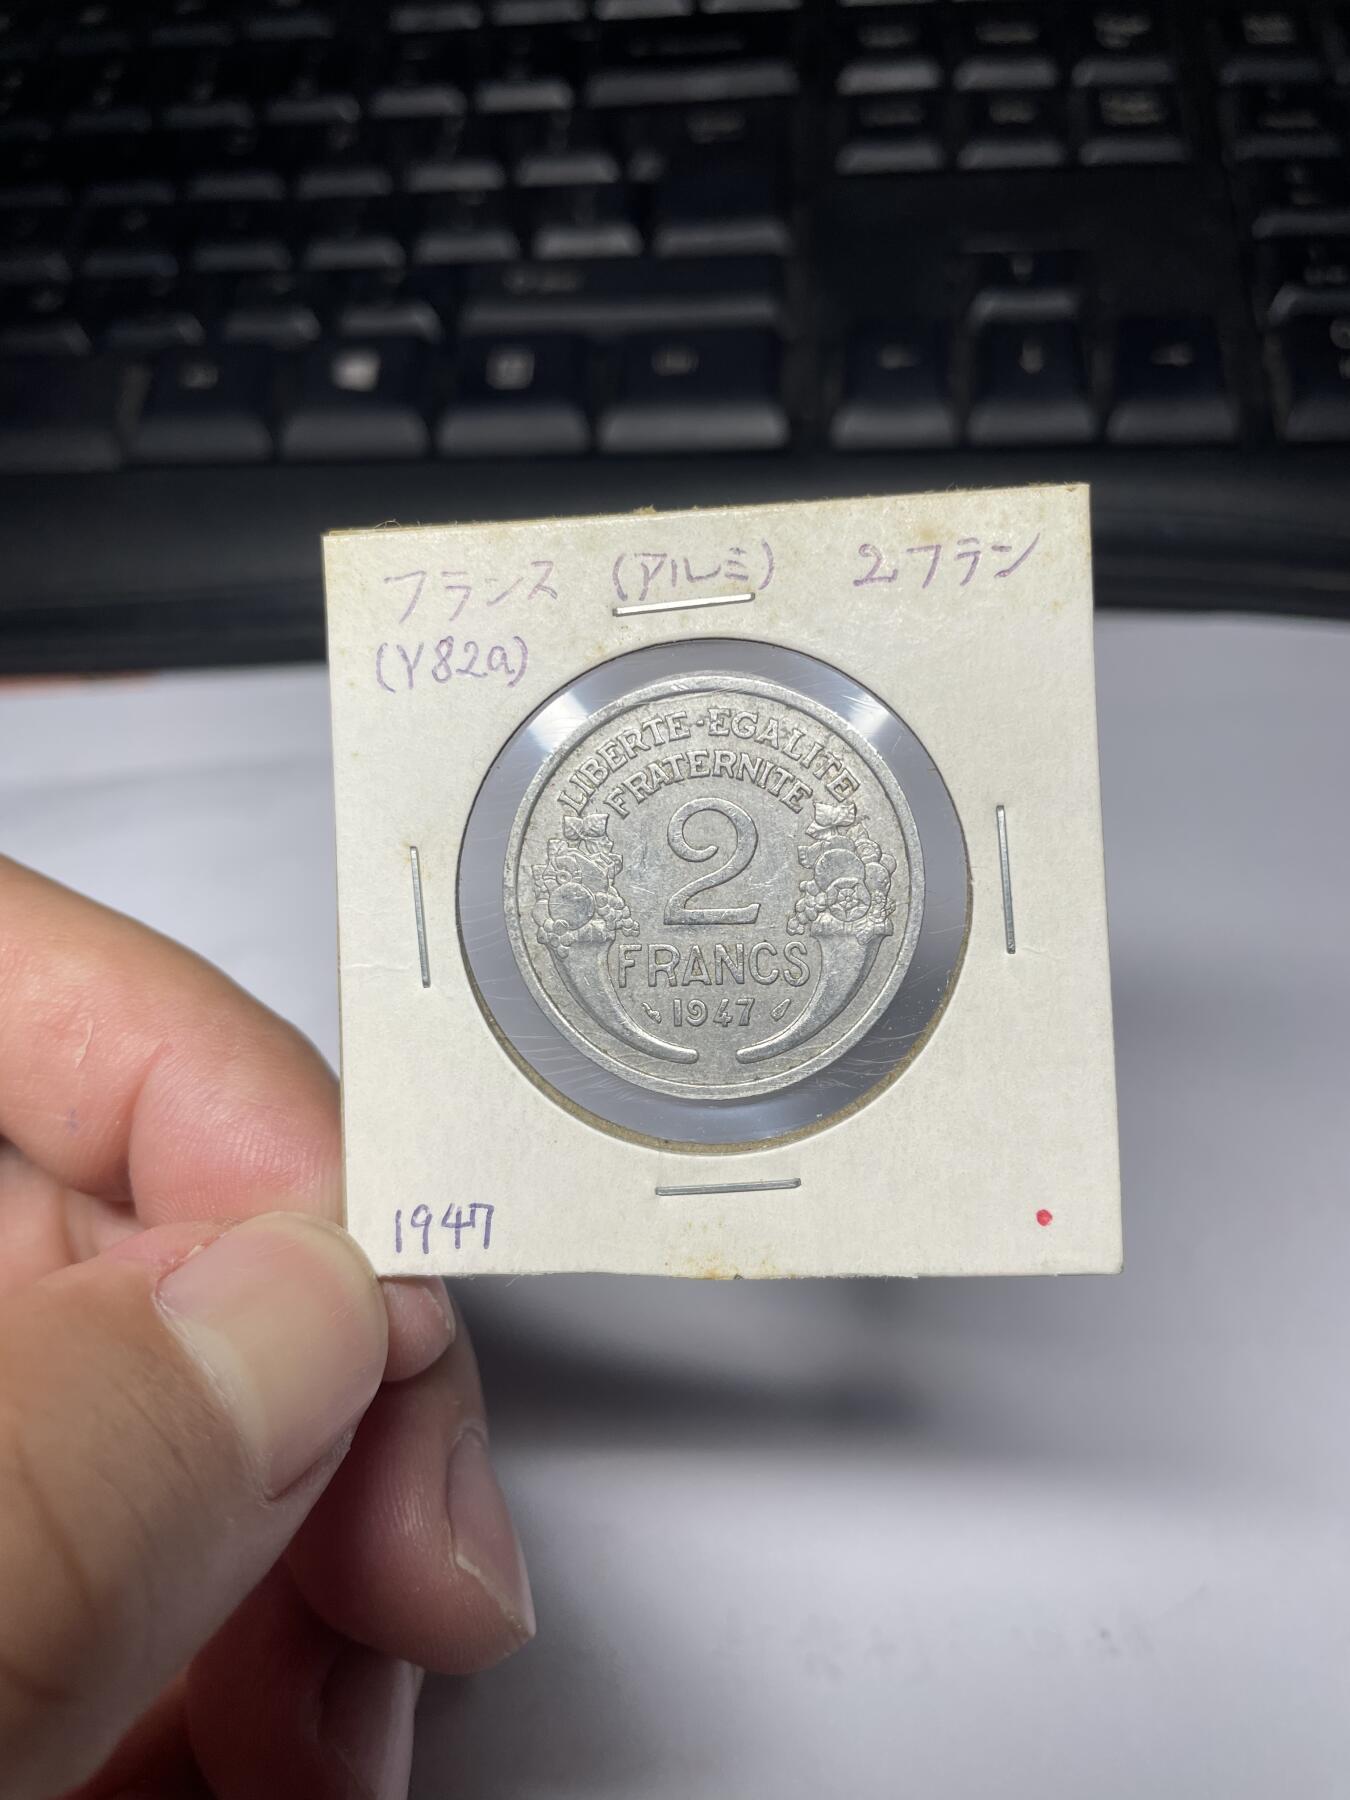 フランス (アルミ) 2フラン
(Y82a)
LIBERTE·EGALITE
FRATERNITE
2
FRANCS
1947
1947